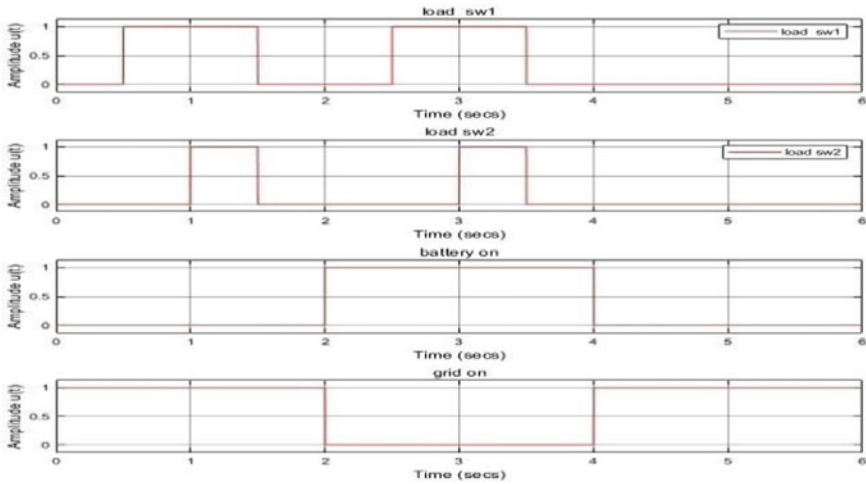 load sw1
Amplitude u(t)
1
0.5
0
load sw1
0 1 2 3 4 5 6
Time (secs)
load sw2
Amplitude u(t)
1
0.5
0
load sw2
0 1 2 3 4 5 6
Time (secs)
battery on
Amplitude u(t)
1
0.5
0
0 1 2 3 4 5 6
Time (secs)
grid on
Amplitude u(t)
1
0.5
0
0 1 2 3 4 5 6
Time (secs)